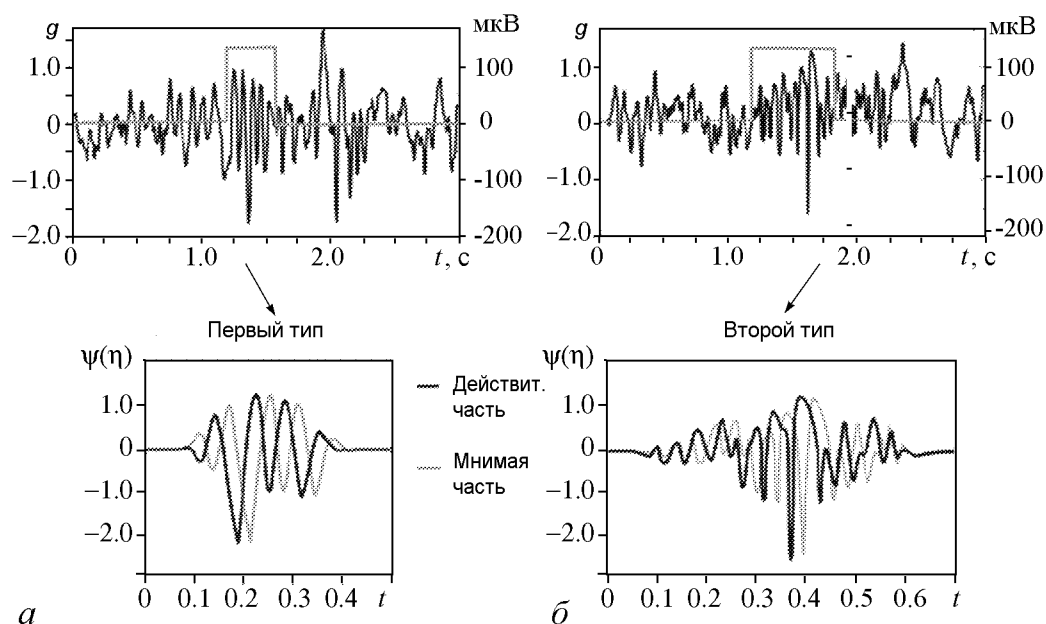 g мкВ
1.0 100
0 0
−1.0 -100
−2.0 -200
0 1.0 2.0 t, с
g мкВ
1.0 100
0 0
−1.0 -100
−2.0 -200
0 1.0 2.0 t, с
Первый тип
Второй тип
ψ(η)
1.0
0
−1.0
−2.0
0 0.1 0.2 0.3 0.4 t
Действит.
часть
Мнимая
часть
ψ(η)
1.0
0
−1.0
−2.0
0 0.1 0.2 0.3 0.4 0.5 0.6 t
а
б